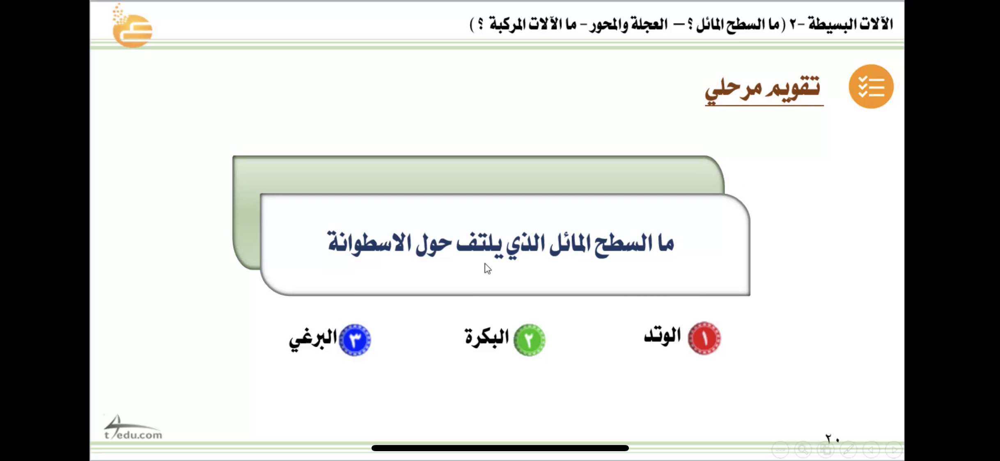 الآلات البسيطة -٢ (ما السطح المائل ؟ – العجلة والمحور - ما الآلات المركبة ؟ )
تقويم مرحلي
ما السطح المائل الذي يلتف حول الاسطوانة
١ الوتد
٢ البكرة
٣ البرغي
t4edu.com
٢٠